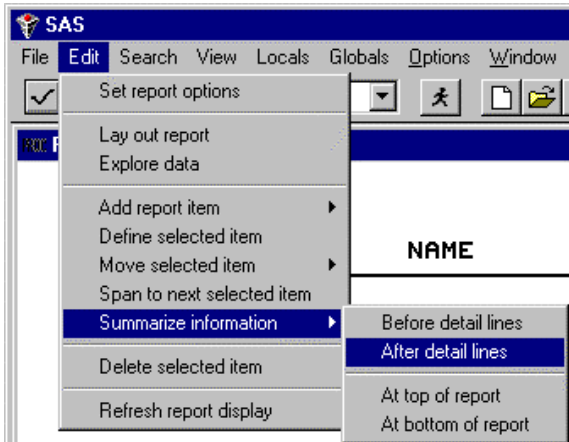 SAS
File Edit Search View Locals Globals Options Window
Set report options
Lay out report
Explore data
Add report item
Define selected item
Move selected item
Span to next selected item
Summarize information
Delete selected item
Refresh report display
NAME
Before detail lines
After detail lines
At top of report
At bottom of report